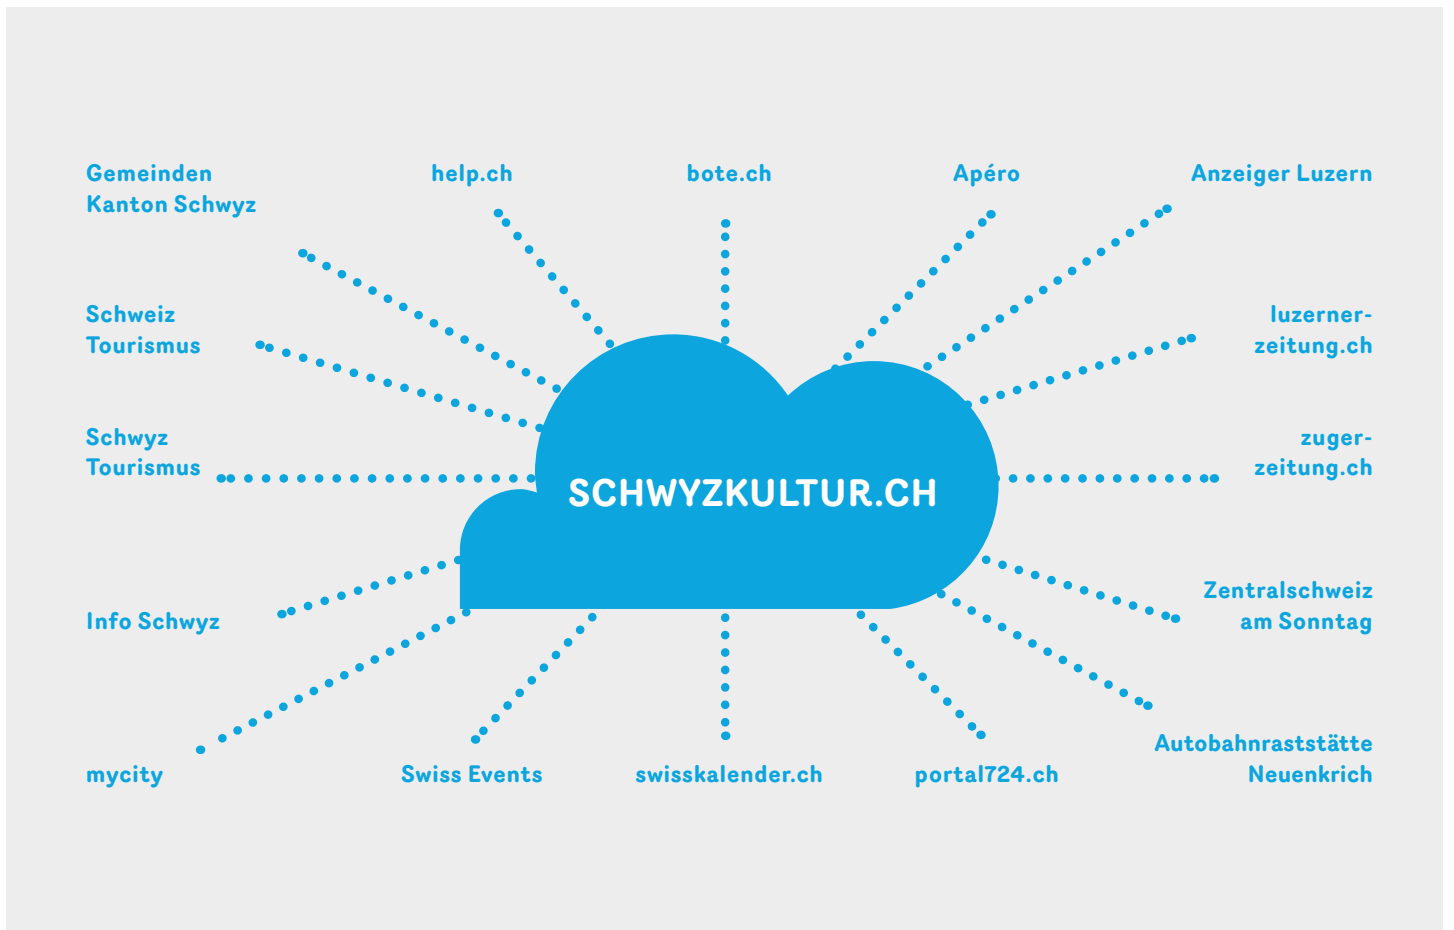 Gemeinden
Kanton Schwyz
help.ch
bote.ch
Apéro
Anzeiger Luzern
Schweiz
Tourismus
luzerner-
zeitung.ch
Schwyz
Tourismus
zuger-
zeitung.ch
SCHWYZKULTUR.CH
Info Schwyz
Zentralschweiz
am Sonntag
mycity
Swiss Events
swisskalender.ch
portal724.ch
Autobahnraststätte
Neuenkrich